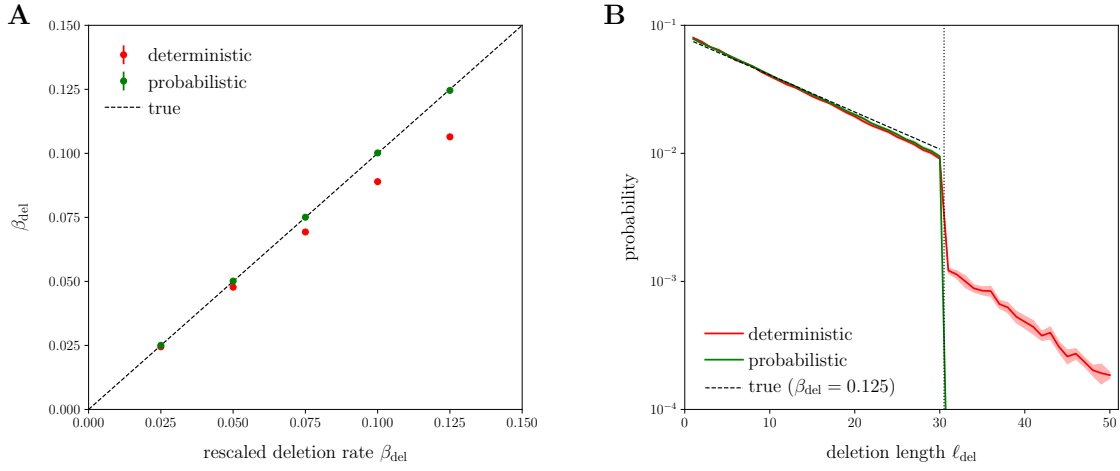 A
0.150
0.125
0.100
0.075
0.050
0.025
0.000
β_del
deterministic
probabilistic
true
0.000 0.025 0.050 0.075 0.100 0.125 0.150
rescaled deletion rate β_del
B
10⁻¹
10⁻²
10⁻³
10⁻⁴
probability
deterministic
probabilistic
true (β_del = 0.125)
0 10 20 30 40 50
deletion length ℓ_del